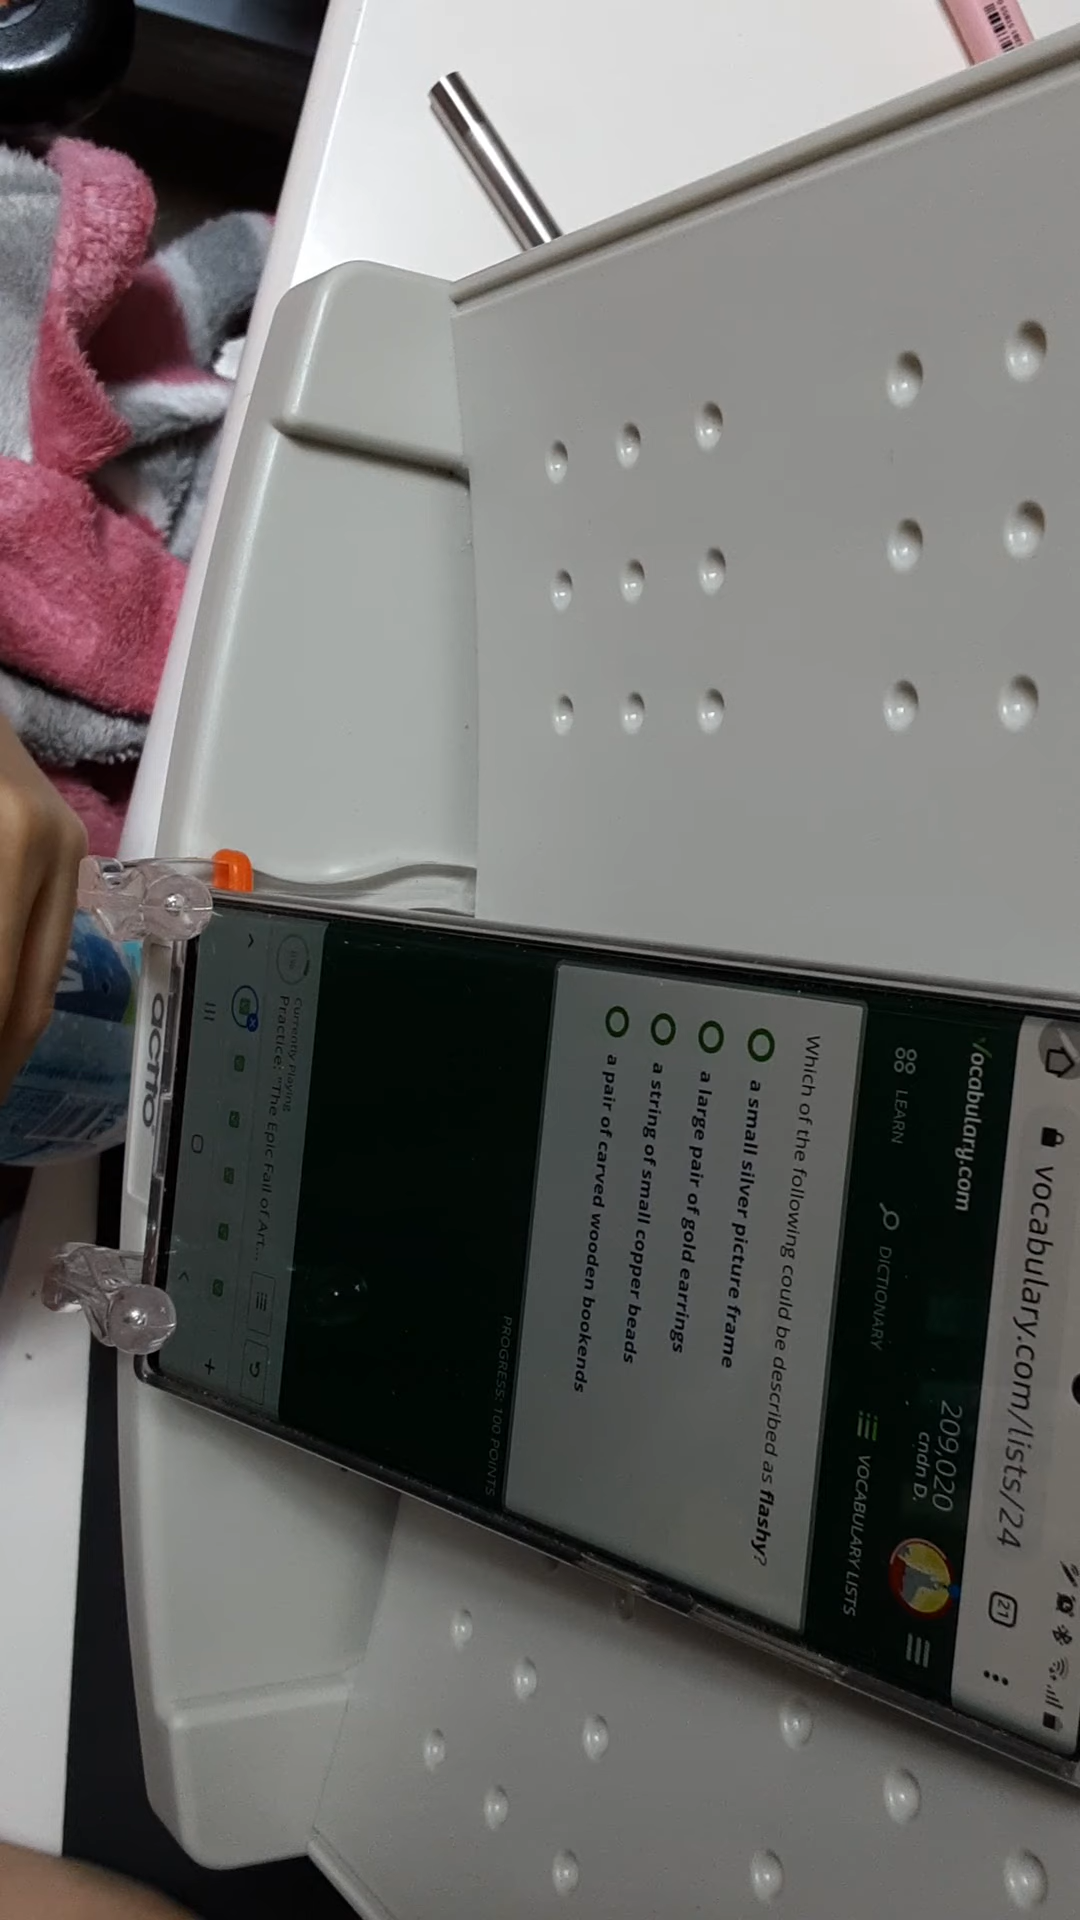 vocabulary.com/lists/24
21
Vocabulary.com
209,020
cndn D.
LEARN
DICTIONARY
VOCABULARY LISTS
Which of the following could be described as flashy?
a small silver picture frame
a large pair of gold earrings
a string of small copper beads
a pair of carved wooden bookends
PROGRESS: 100 POINTS
Currently Playing
Practice: "The Epic Fail of Art...
acmo